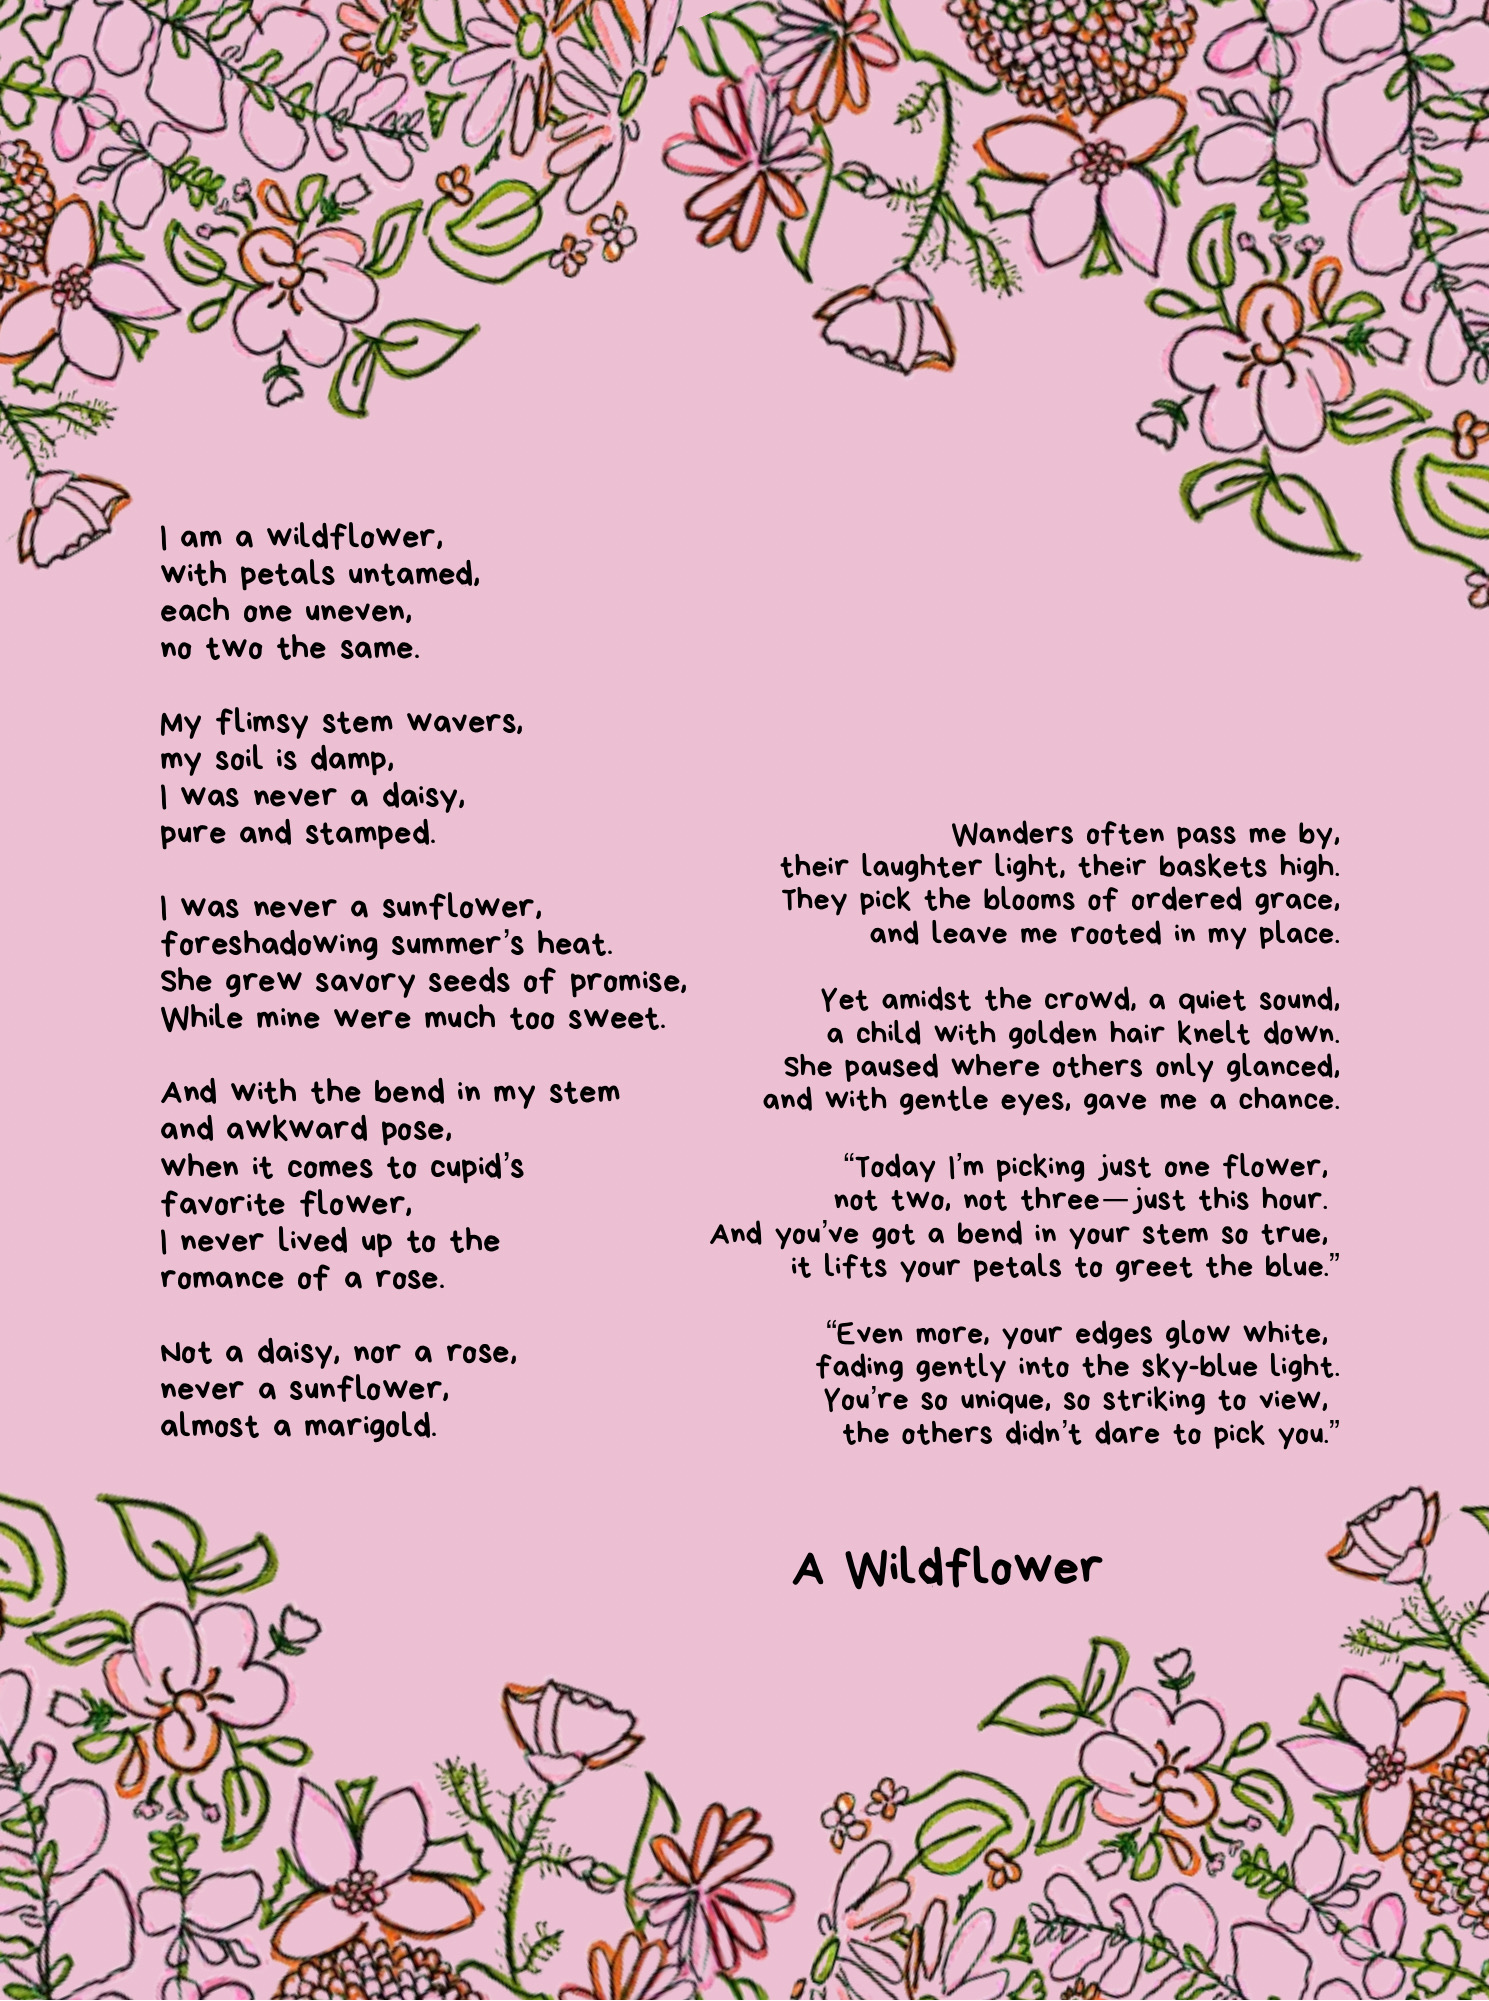 I am a wildflower,
with petals untamed,
each one uneven,
no two the same.
My flimsy stem wavers,
my soil is damp,
I was never a daisy,
pure and stamped.
I was never a sunflower,
foreshadowing summer's heat.
She grew savory seeds of promise,
While mine were much too sweet.
And with the bend in my stem
and awkward pose,
when it comes to cupid's
favorite flower,
I never lived up to the
romance of a rose.
Not a daisy, nor a rose,
never a sunflower,
almost a marigold.
Wanders often pass me by,
their laughter light, their baskets high.
They pick the blooms of ordered grace,
and leave me rooted in my place.
Yet amidst the crowd, a quiet sound,
a child with golden hair knelt down.
She paused where others only glanced,
and with gentle eyes, gave me a chance.
“Today I'm picking just one flower,
not two, not three—just this hour.
And you've got a bend in your stem so true,
it lifts your petals to greet the blue.”
“Even more, your edges glow white,
fading gently into the sky-blue light.
You're so unique, so striking to view,
the others didn't dare to pick you.”
A Wildflower